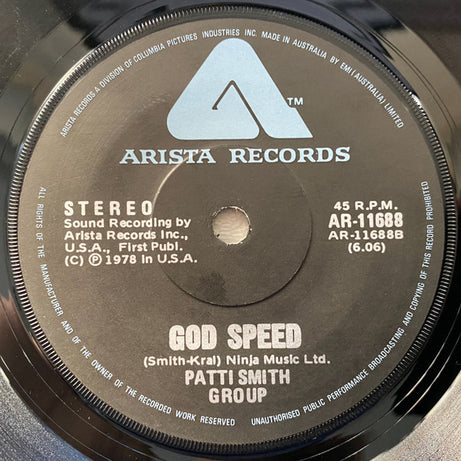 ARISTA RECORDS A DIVISION OF COLUMBIA PICTURES INDUSTRIES INC. MADE IN AUSTRALIA BY EMI (AUSTRALIA) LIMITED
TM
ARISTA RECORDS
STEREO
Sound Recording by
Arista Records Inc.,
U.S.A., First Publ.
(C) Ⓟ 1978 In U.S.A.
45 R.P.M.
AR-11688
AR-11688B
(6.06)
GOD SPEED
(Smith-Kral) Ninja Music Ltd.
PATTI SMITH
GROUP
ALL RIGHTS OF THE MANUFACTURER AND OF THE OWNER OF THE RECORDED WORK RESERVED
UNAUTHORISED PUBLIC PERFORMANCE BROADCASTING AND COPYING OF THIS RECORD PROHIBITED